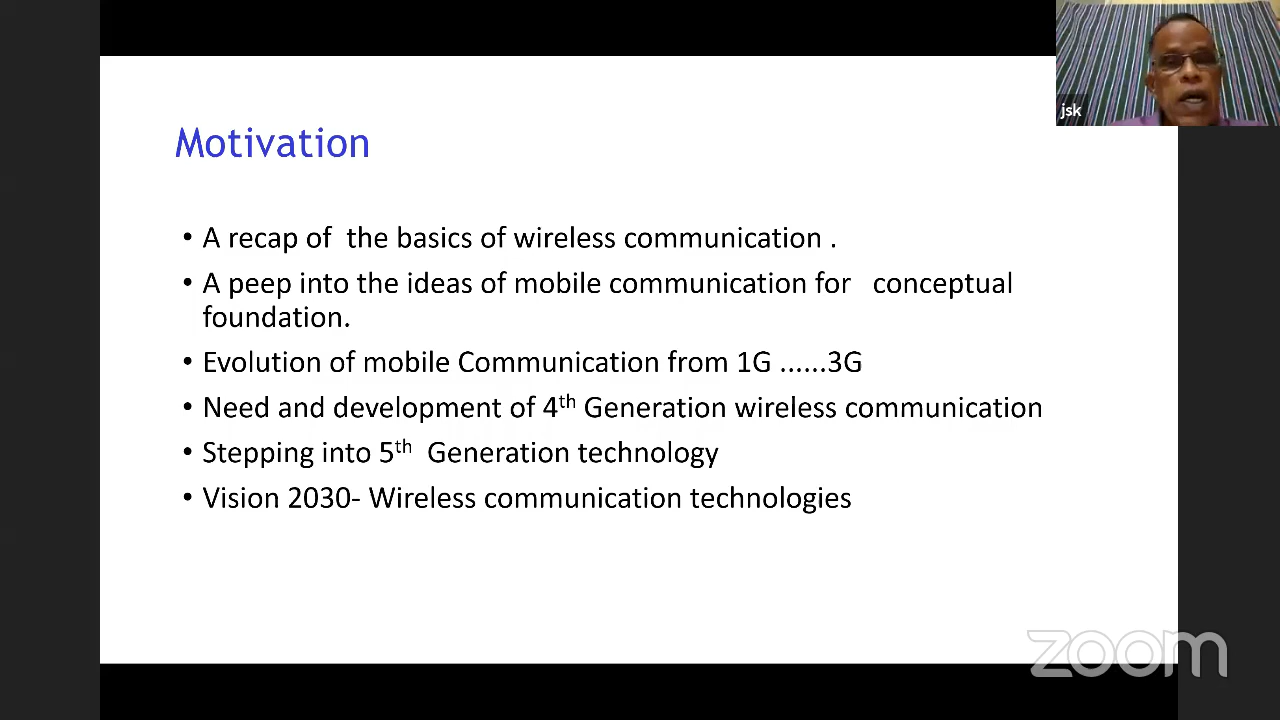 jsk
Motivation
• A recap of  the basics of wireless communication .
• A peep into the ideas of mobile communication for   conceptual
foundation.
• Evolution of mobile Communication from 1G ......3G
• Need and development of 4th Generation wireless communication
• Stepping into 5th  Generation technology
• Vision 2030- Wireless communication technologies
zoom